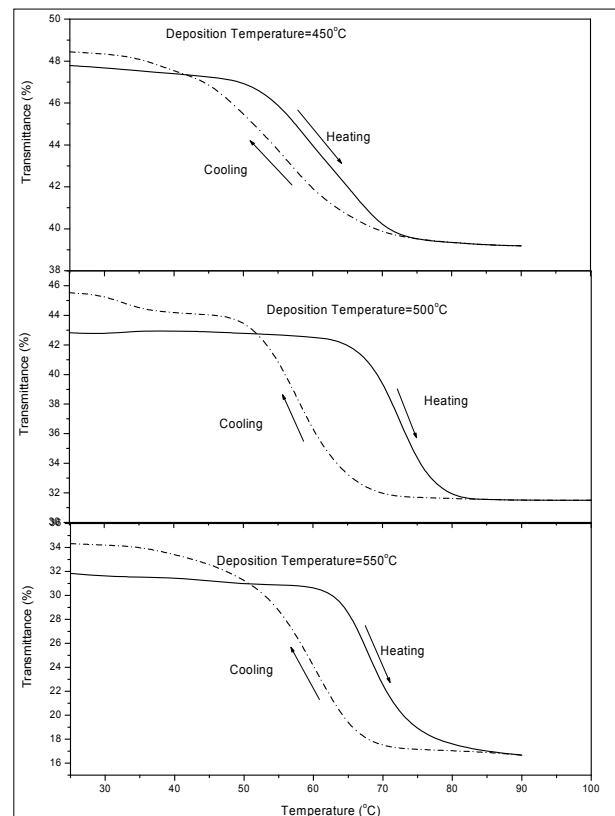 50
Deposition Temperature=450°C
48
46
44
42
40
38
Transmittance (%)
Heating
Cooling
46
44
42
40
38
36
34
32
30
Transmittance (%)
Deposition Temperature=500°C
Heating
Cooling
36
34
32
30
28
26
24
22
20
18
16
Transmittance (%)
Deposition Temperature=550°C
Heating
Cooling
30 40 50 60 70 80 90 100
Temperature (°C)